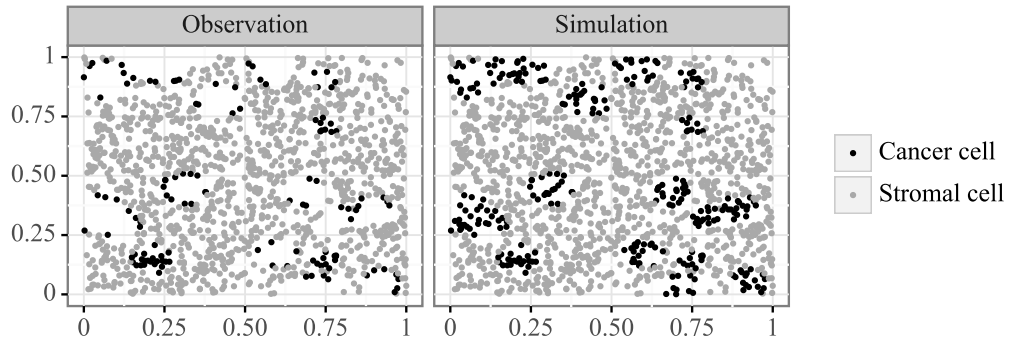 Observation Simulation
1
0.75
0.50
0.25
0
0 0.25 0.50 0.75 1 0 0.25 0.50 0.75 1
Cancer cell
Stromal cell